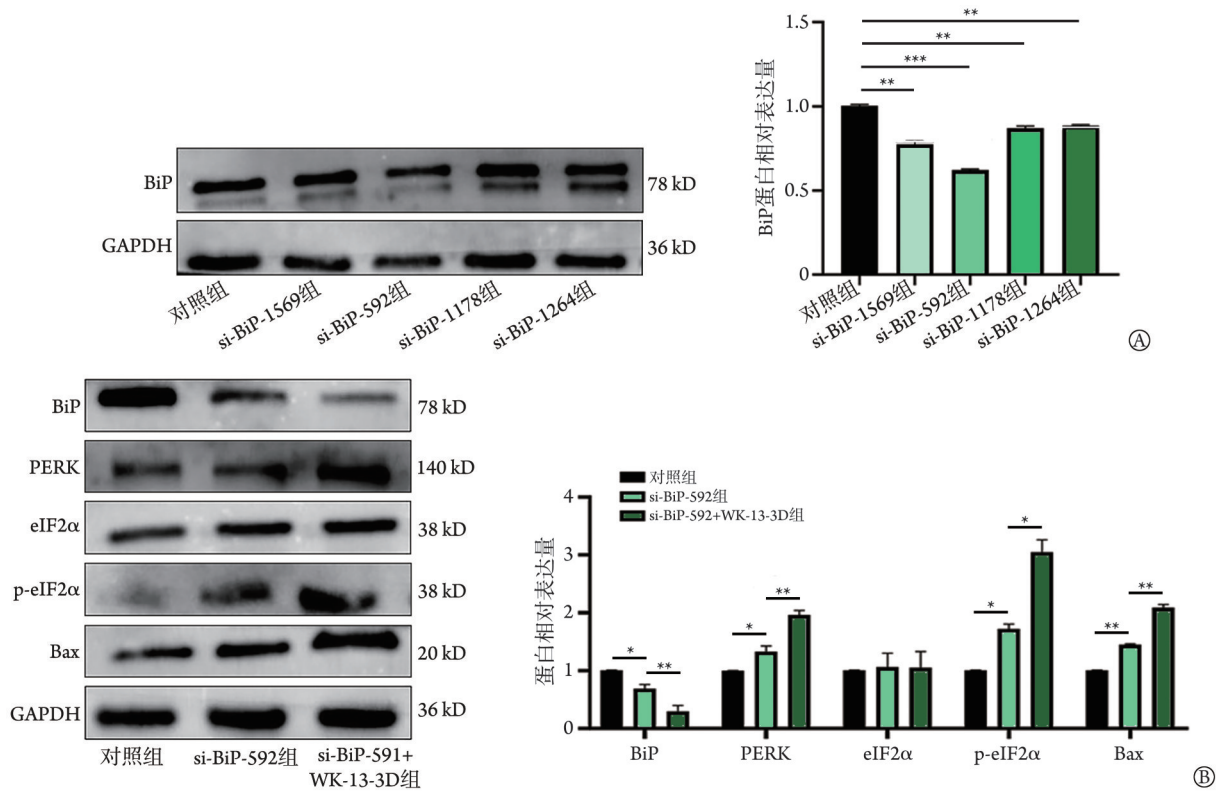 BiP
78 kD
GAPDH
36 kD
对照组
si-BiP-1569组
si-BiP-592组
si-BiP-1178组
si-BiP-1264组
BiP蛋白相对表达量
1.5
1.0
0.5
0
**
**
***
**
对照组
si-BiP-1569组
si-BiP-592组
si-BiP-1178组
si-BiP-1264组
Ⓐ
BiP
78 kD
PERK
140 kD
eIF2α
38 kD
p-eIF2α
38 kD
Bax
20 kD
GAPDH
36 kD
对照组
si-BiP-592组
si-BiP-591+
WK-13-3D组
对照组
si-BiP-592组
si-BiP-592+WK-13-3D组
蛋白相对表达量
4
3
2
1
0
*
**
*
**
*
*
**
**
BiP
PERK
eIF2α
p-eIF2α
Bax
Ⓑ